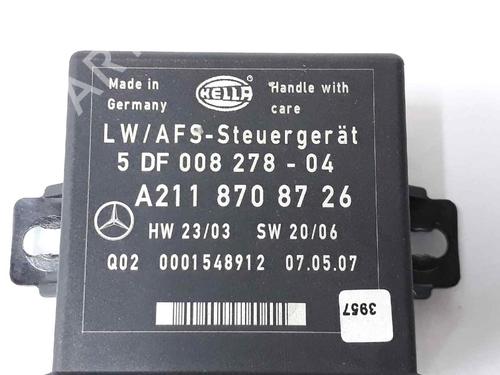 Made in
Germany
HELLA
Handle with
care
LW/AFS-Steuergerät
5 DF 008 278 - 04
A211 870 87 26
HW 23/03 SW 20/06
Q02 0001548912 07.05.07
3957